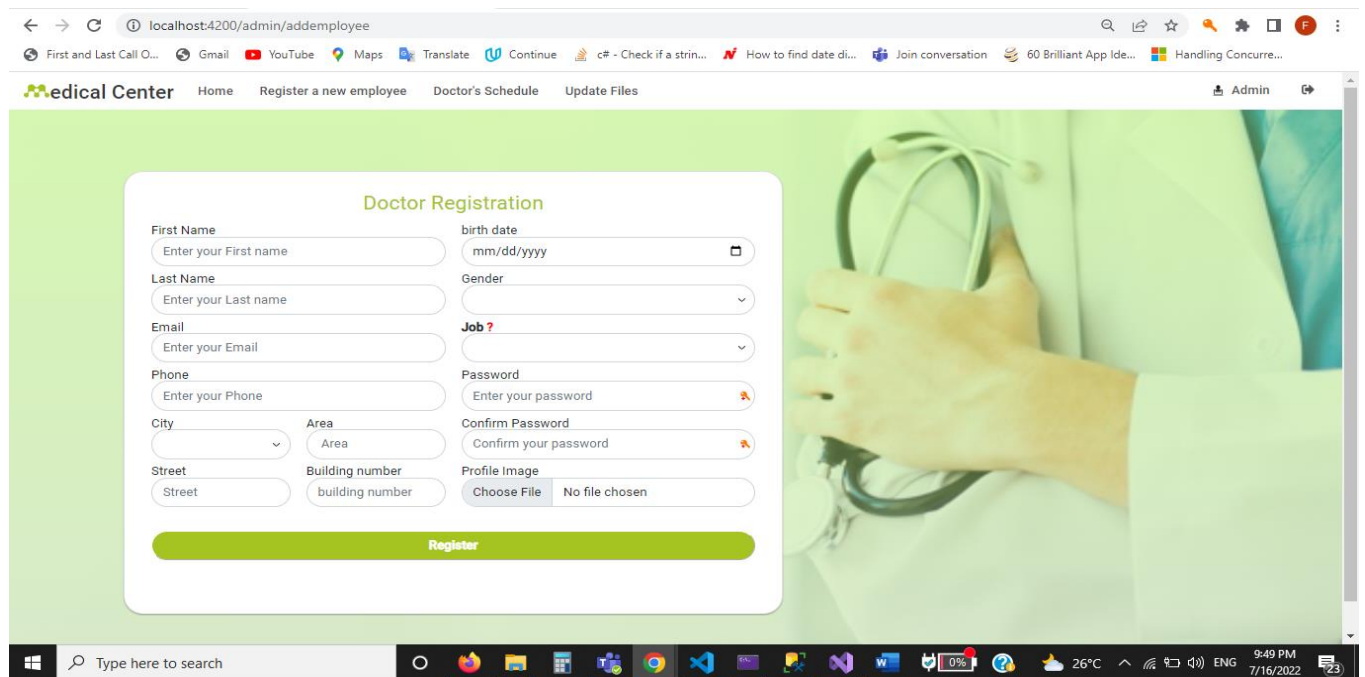 localhost:4200/admin/addemployee
F
First and Last Call O... Gmail YouTube Maps Translate Continue c# - Check if a strin... How to find date di... Join conversation 60 Brilliant App Ide... Handling Concurre...
edical Center Home Register a new employee Doctor's Schedule Update Files Admin
Doctor Registration
First Name birth date
Enter your First name mm/dd/yyyy
Last Name Gender
Enter your Last name
Email Job ?
Enter your Email
Phone Password
Enter your Phone Enter your password
City Area Confirm Password
Area Confirm your password
Street Building number Profile Image
Street building number Choose File No file chosen
Register
Type here to search 0% 26°C ENG 9:49 PM
7/16/2022 23